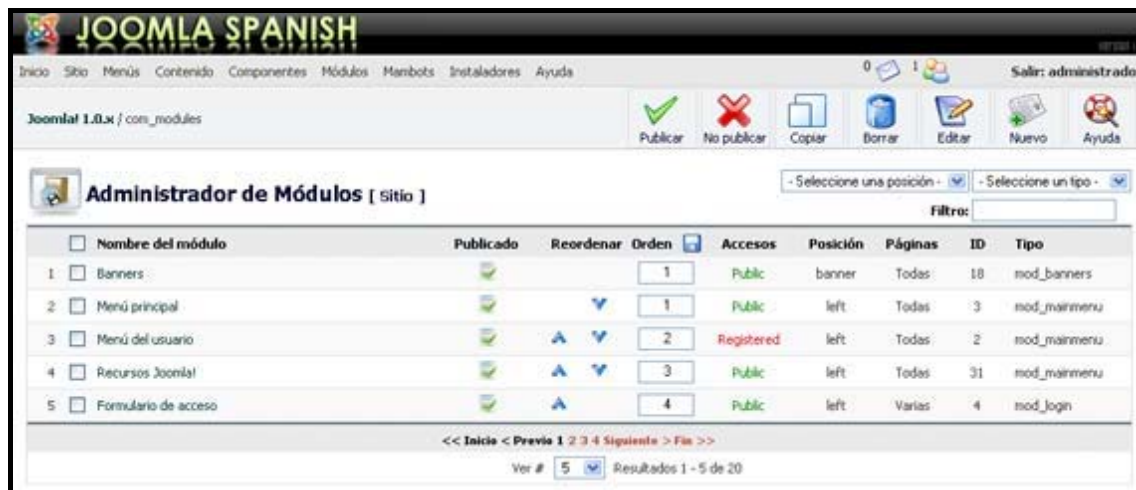 JOOMLA SPANISH
Inicio Sitio Menús Contenido Componentes Módulos Mambots Instaladores Ayuda 0 1 Salir: administrado
Joomla! 1.0.x / com_modules
Publicar No publicar Copiar Borrar Editar Nuevo Ayuda
Administrador de Módulos [ Sitio ]
- Seleccione una posición - - Seleccione un tipo -
Filtro:
Nombre del módulo Publicado Reordenar Orden Accesos Posición Páginas ID Tipo
1 Banners 1 Public banner Todas 18 mod_banners
2 Menú principal 1 Public left Todas 3 mod_mainmenu
3 Menú del usuario 2 Registered left Todas 2 mod_mainmenu
4 Recursos Joomla! 3 Public left Todas 31 mod_mainmenu
5 Formulario de acceso 4 Public left Varias 4 mod_login
<< Inicio < Previo 1 2 3 4 Siguiente > Fin >>
Ver # 5 Resultados 1 - 5 de 20